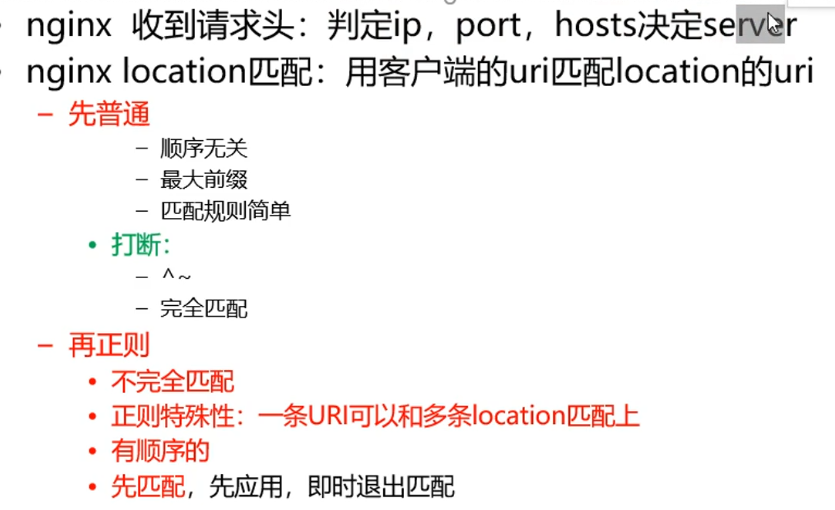 • nginx 收到请求头：判定ip，port，hosts决定server
• nginx location匹配：用客户端的uri匹配location的uri
– 先普通
– 顺序无关
– 最大前缀
– 匹配规则简单
• 打断：
– ^~
– 完全匹配
– 再正则
• 不完全匹配
• 正则特殊性：一条URI可以和多条location匹配上
• 有顺序的
• 先匹配，先应用，即时退出匹配